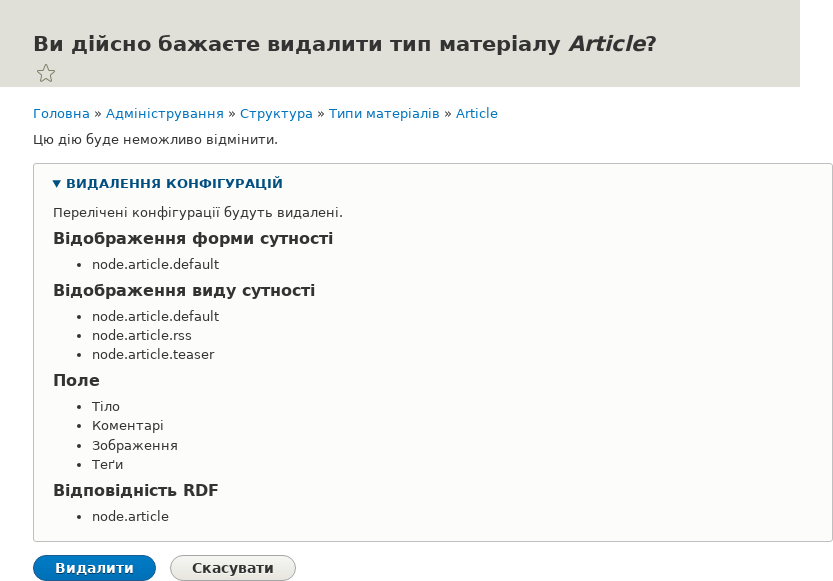 Ви дійсно бажаєте видалити тип матеріалу Article?
Головна » Адміністрування » Структура » Типи матеріалів » Article
Цю дію буде неможливо відмінити.
ВИДАЛЕННЯ КОНФІГУРАЦІЙ
Перелічені конфігурації будуть видалені.
Відображення форми сутності
node.article.default
Відображення виду сутності
node.article.default
node.article.rss
node.article.teaser
Поле
Тіло
Коментарі
Зображення
Теґи
Відповідність RDF
node.article
Видалити Скасувати